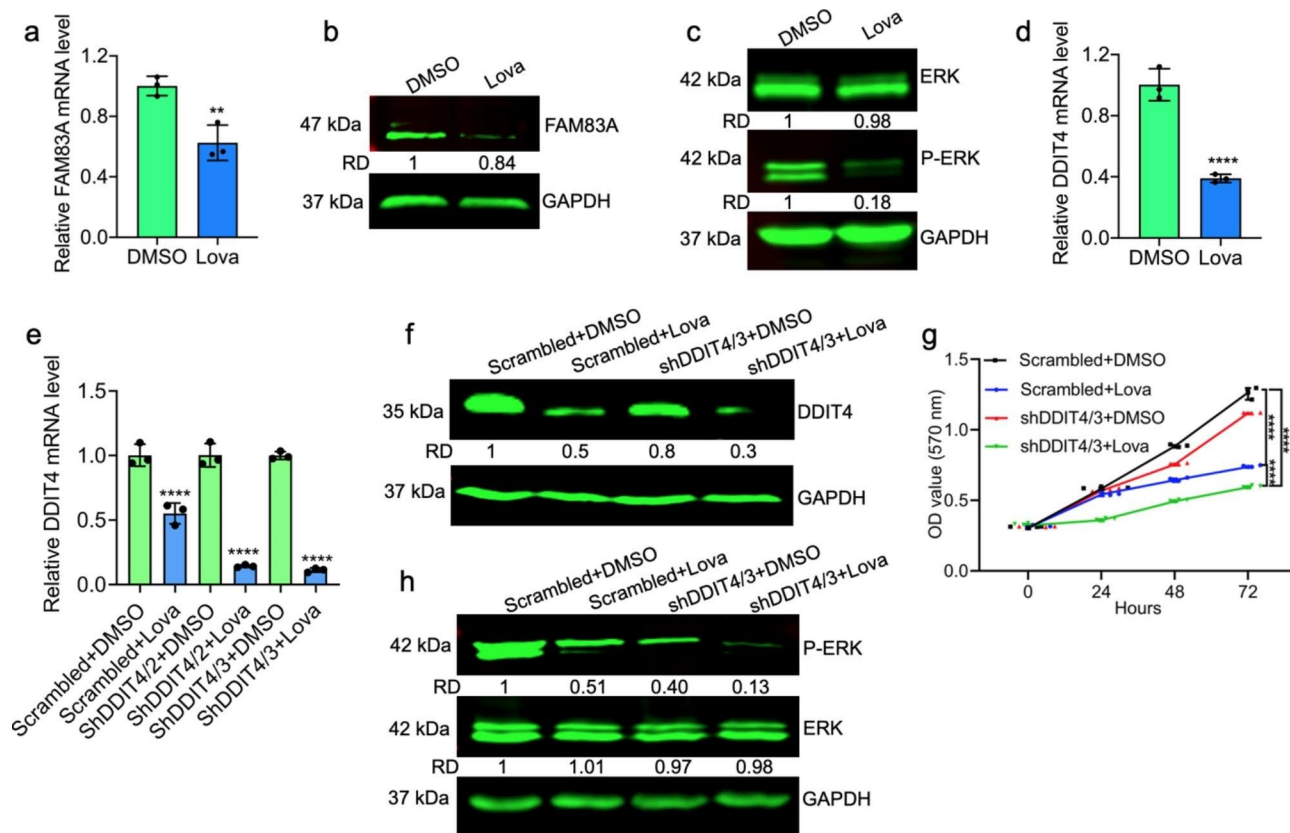 a
Relative FAM83A mRNA level
1.2
0.8
0.4
0.0
**
DMSO Lova
b
DMSO Lova
47 kDa FAM83A
RD 1 0.84
37 kDa GAPDH
c
DMSO Lova
42 kDa ERK
RD 1 0.98
42 kDa P-ERK
RD 1 0.18
37 kDa GAPDH
d
Relative DDIT4 mRNA level
1.2
0.8
0.4
0.0
****
DMSO Lova
e
Relative DDIT4 mRNA level
1.5
1.0
0.5
0.0
****
****
****
Scrambled+DMSO
Scrambled+Lova
ShDDIT4/2+DMSO
ShDDIT4/2+Lova
ShDDIT4/3+DMSO
ShDDIT4/3+Lova
f
Scrambled+DMSO
Scrambled+Lova
shDDIT4/3+DMSO
shDDIT4/3+Lova
35 kDa DDIT4
RD 1 0.5 0.8 0.3
37 kDa GAPDH
g
OD value (570 nm)
1.5
1.0
0.5
0.0
Scrambled+DMSO
Scrambled+Lova
shDDIT4/3+DMSO
shDDIT4/3+Lova
****
****
****
0 24 48 72
Hours
h
Scrambled+DMSO
Scrambled+Lova
shDDIT4/3+DMSO
shDDIT4/3+Lova
42 kDa P-ERK
RD 1 0.51 0.40 0.13
42 kDa ERK
RD 1 1.01 0.97 0.98
37 kDa GAPDH